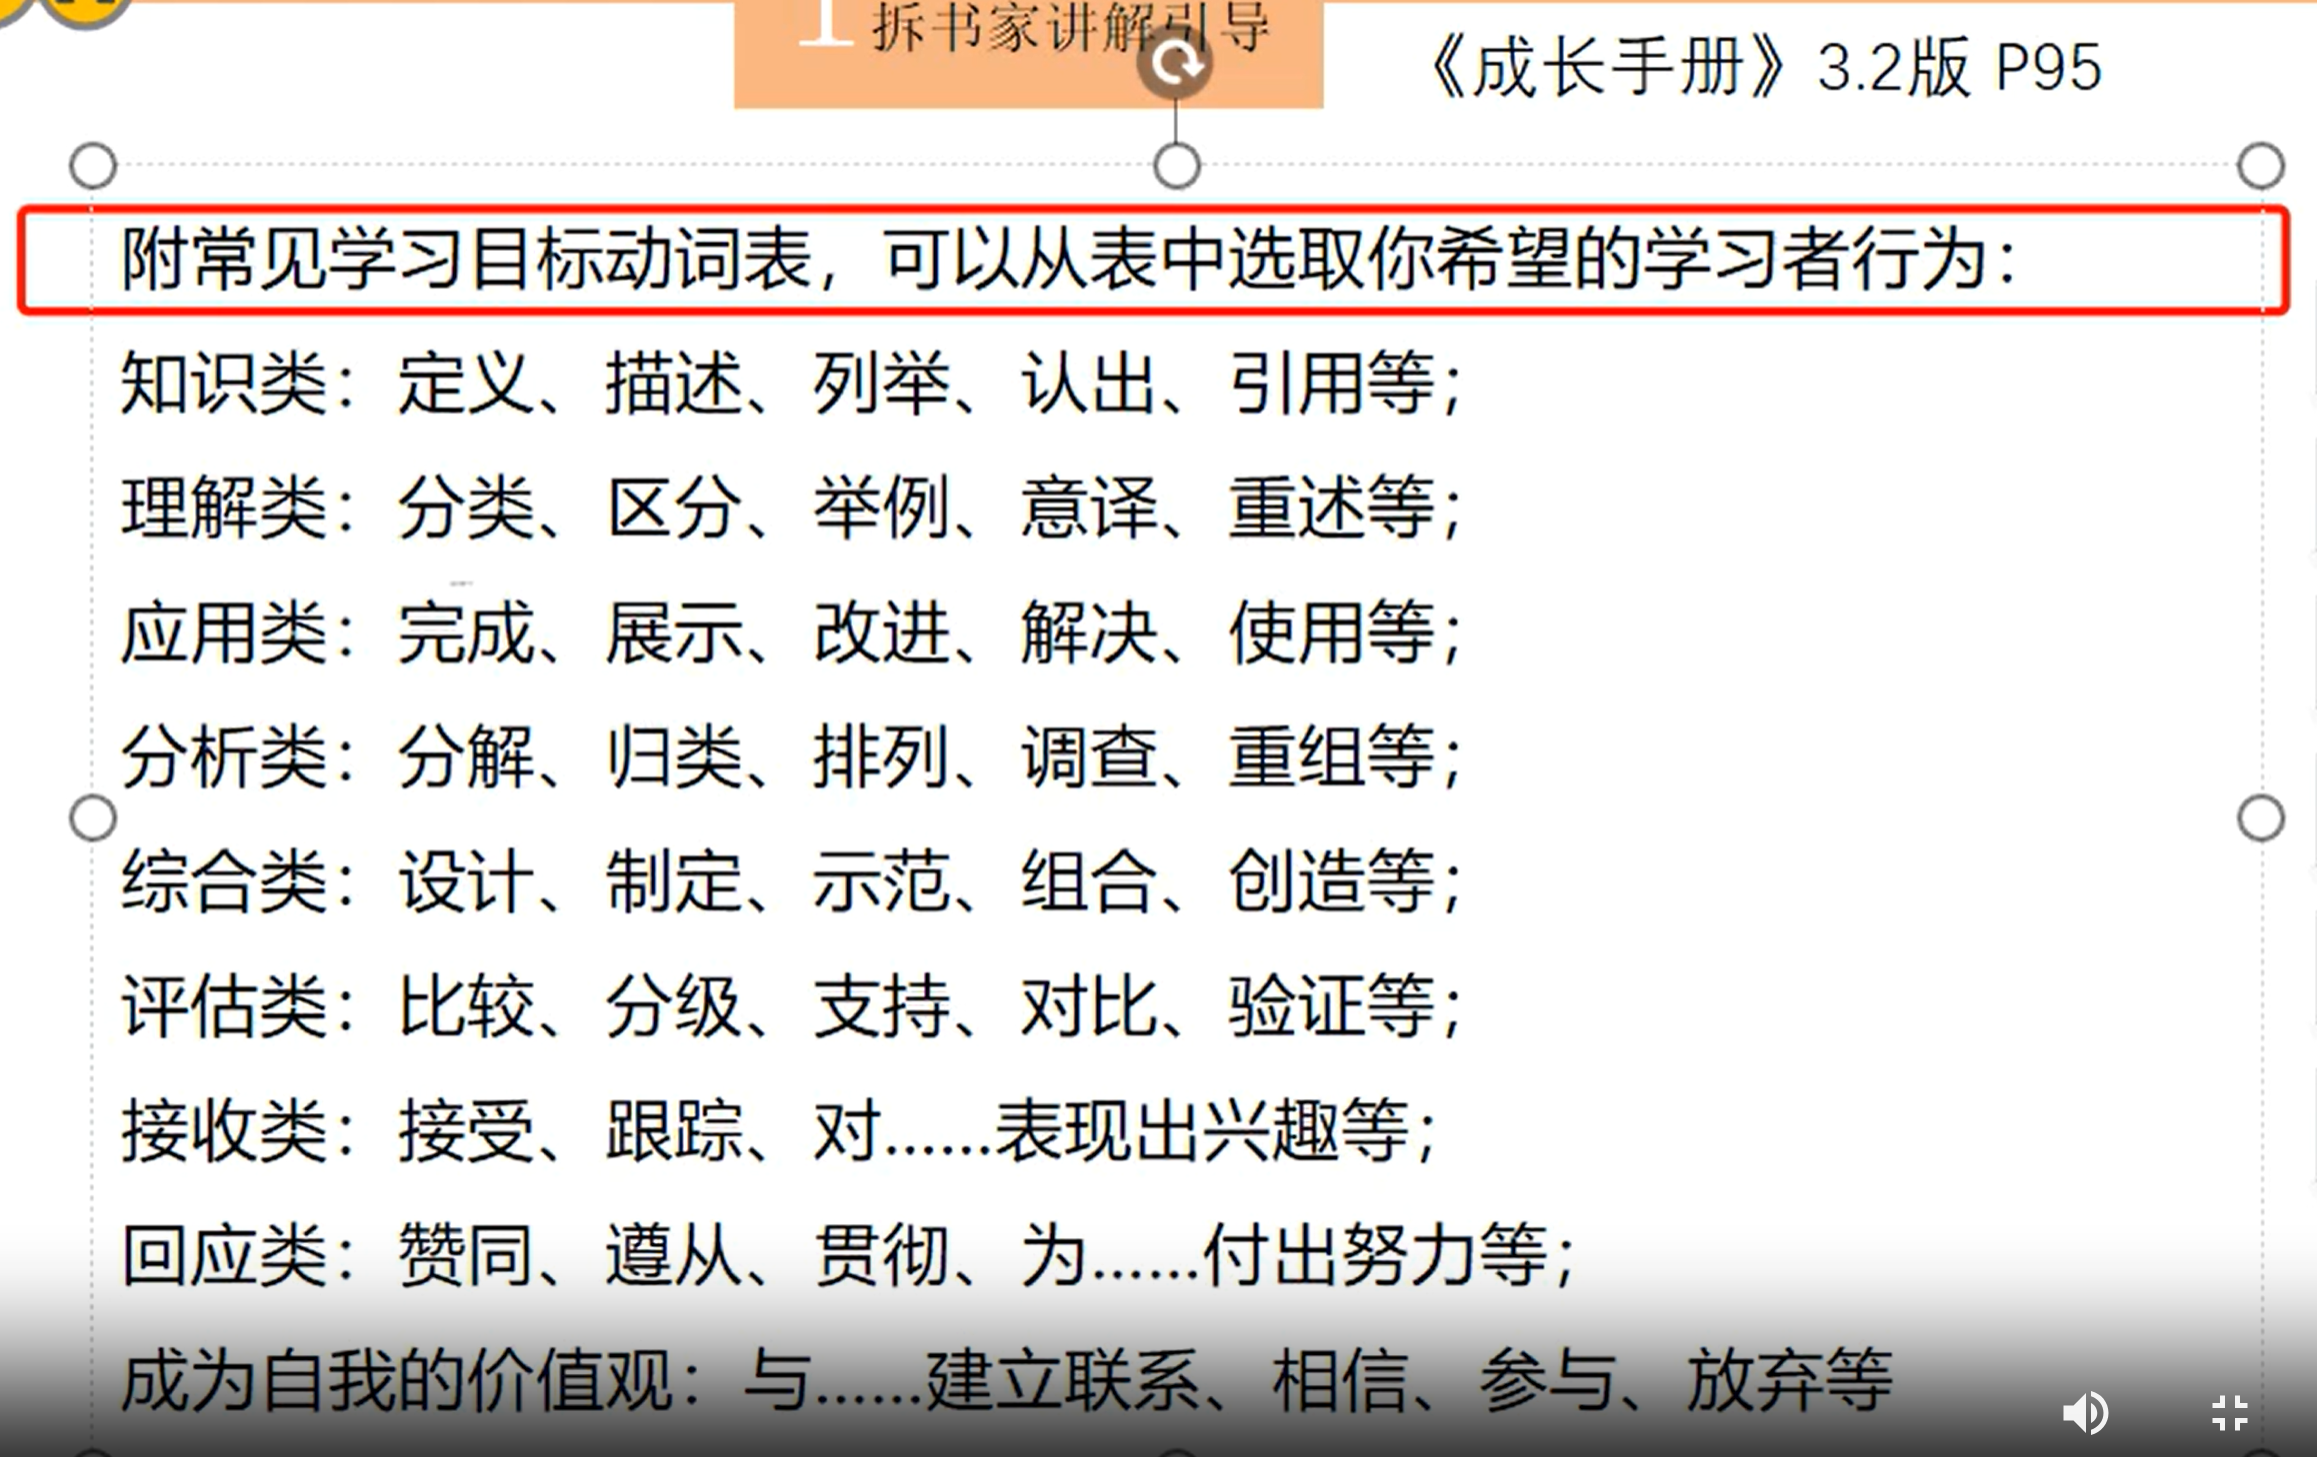 1 拆书家讲解引导
《成长手册》3.2版 P95
附常见学习目标动词表，可以从表中选取你希望的学习者行为：
知识类：定义、描述、列举、认出、引用等；
理解类：分类、区分、举例、意译、重述等；
应用类：完成、展示、改进、解决、使用等；
分析类：分解、归类、排列、调查、重组等；
综合类：设计、制定、示范、组合、创造等；
评估类：比较、分级、支持、对比、验证等；
接收类：接受、跟踪、对……表现出兴趣等；
回应类：赞同、遵从、贯彻、为……付出努力等；
成为自我的价值观：与……建立联系、相信、参与、放弃等